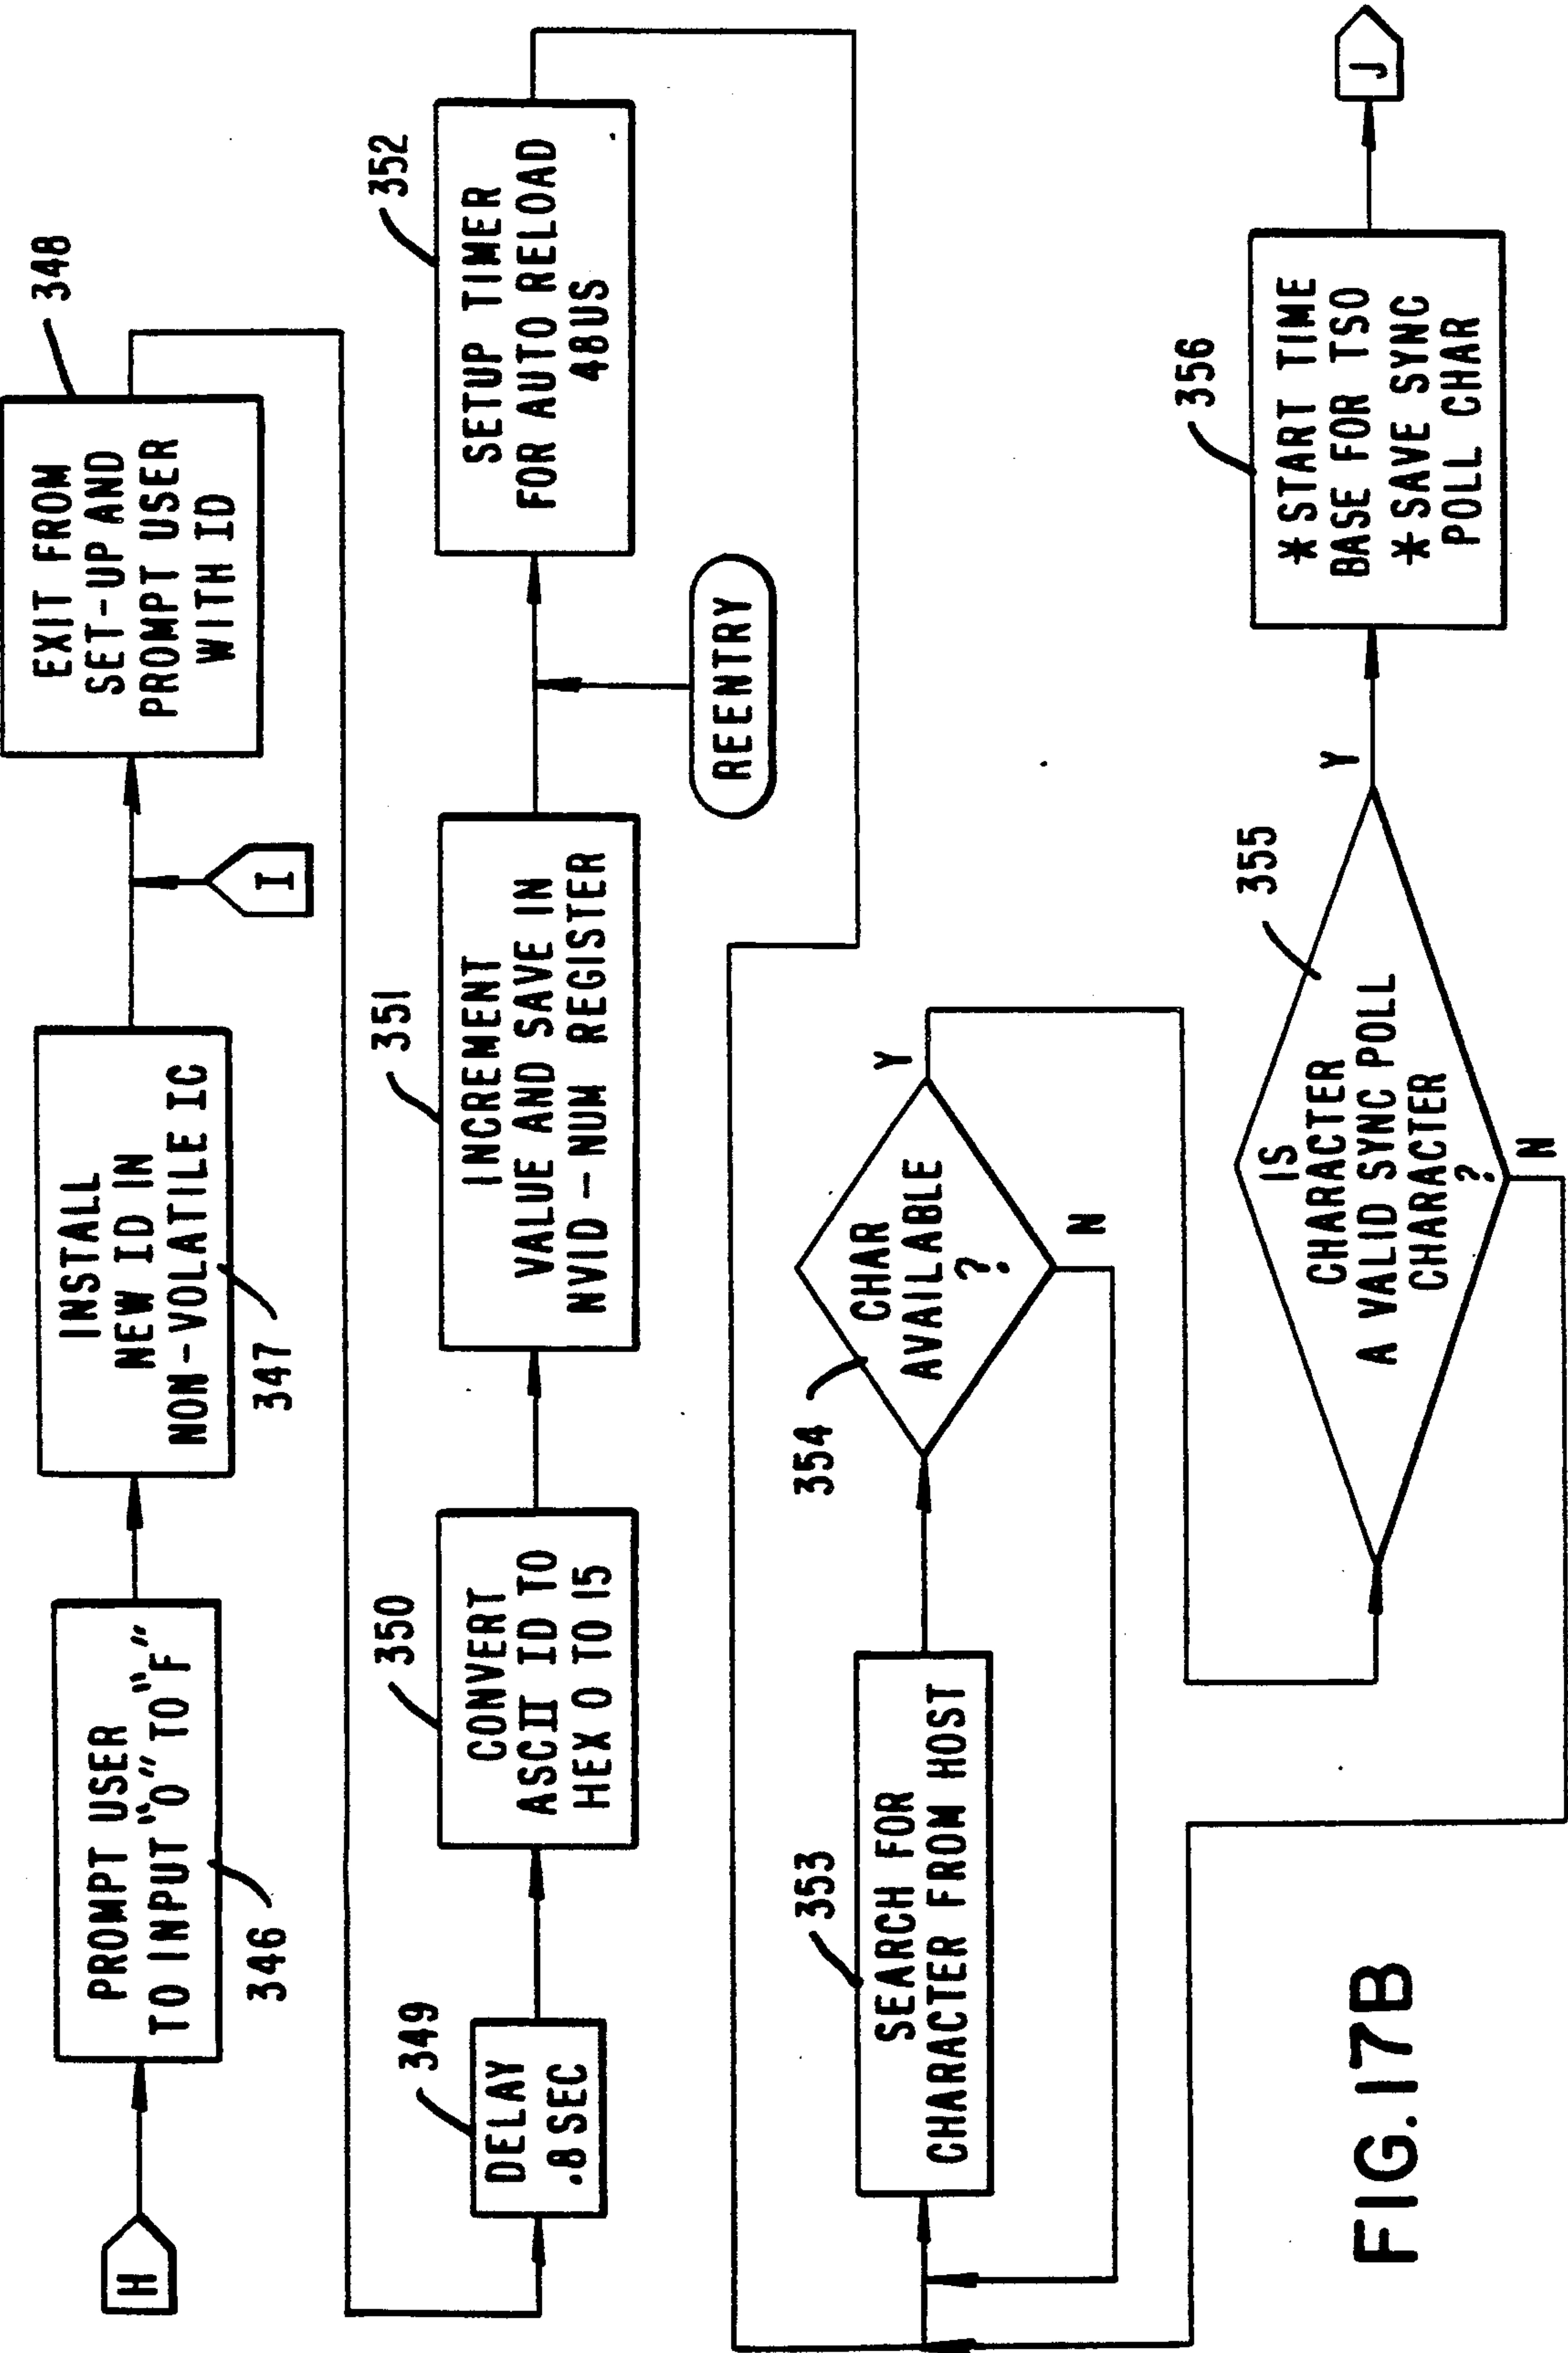 H
PROMPT USER
TO INPUT "0" TO "F"
346
INSTALL
NEW ID IN
NON-VOLATILE IC
347
I
EXIT FROM
SET-UP AND
PROMPT USER
WITH ID
348
DELAY
.8 SEC
349
CONVERT
ASCII ID TO
HEX 0 TO 15
350
INCREMENT
VALUE AND SAVE IN
NVID-NUM REGISTER
351
REENTRY
SETUP TIMER
FOR AUTO RELOAD
48US
352
SEARCH FOR
CHARACTER FROM HOST
353
CHAR
AVAILABLE
?
354
Y
N
IS
CHARACTER
A VALID SYNC POLL
CHARACTER
?
355
Y
N
*START TIME
BASE FOR TSO
*SAVE SYNC
POLL CHAR
356
J
FIG.17B